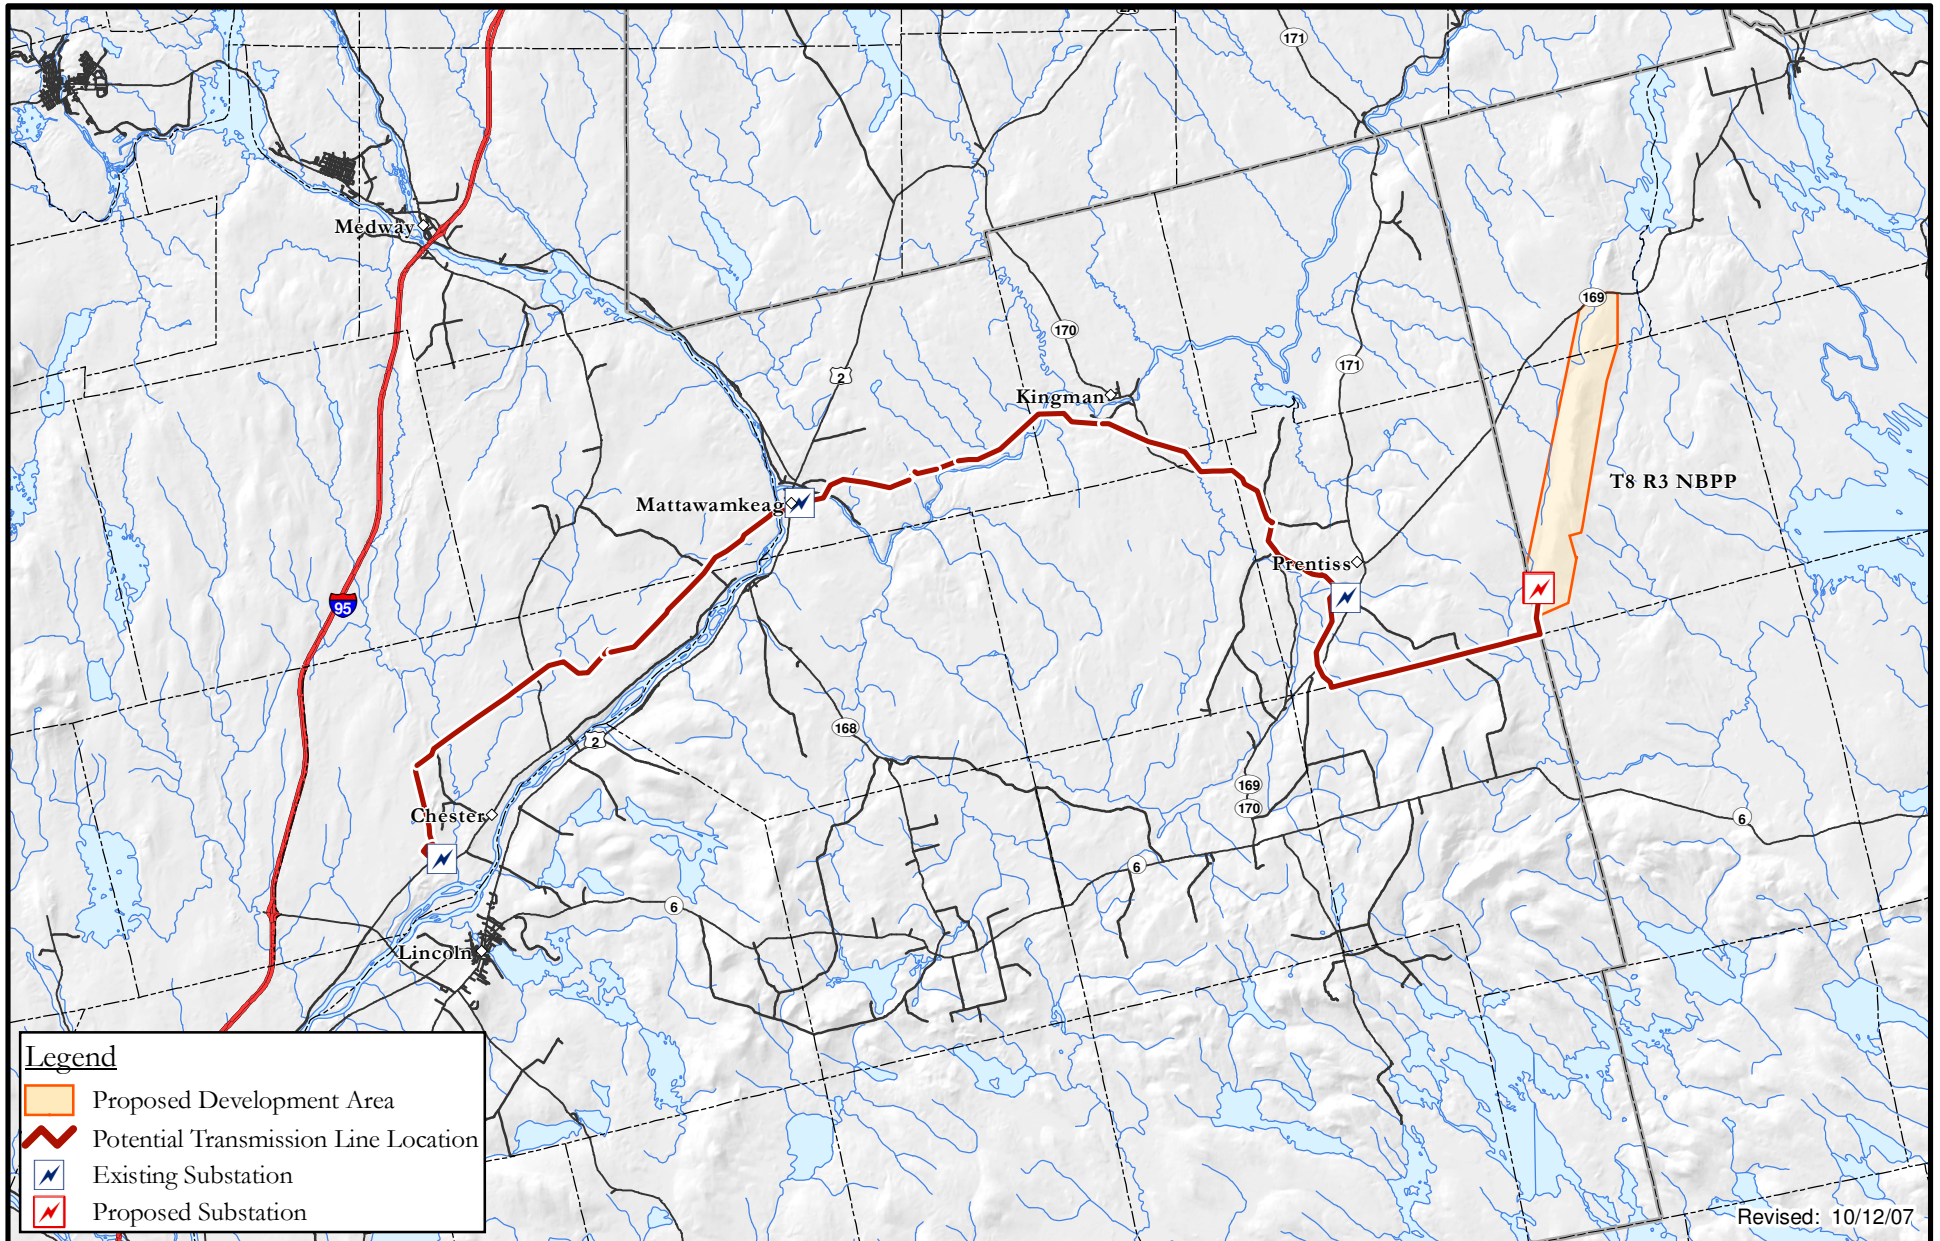 2A
171
Medway
169
170
171
2
Kingman
T8 R3 NBPP
Mattawamkeag
Prentiss
95
168
2
169
170
Chester
6
6
6
Lincoln
Legend
Proposed Development Area
Potential Transmission Line Location
Existing Substation
Proposed Substation
Revised: 10/12/07